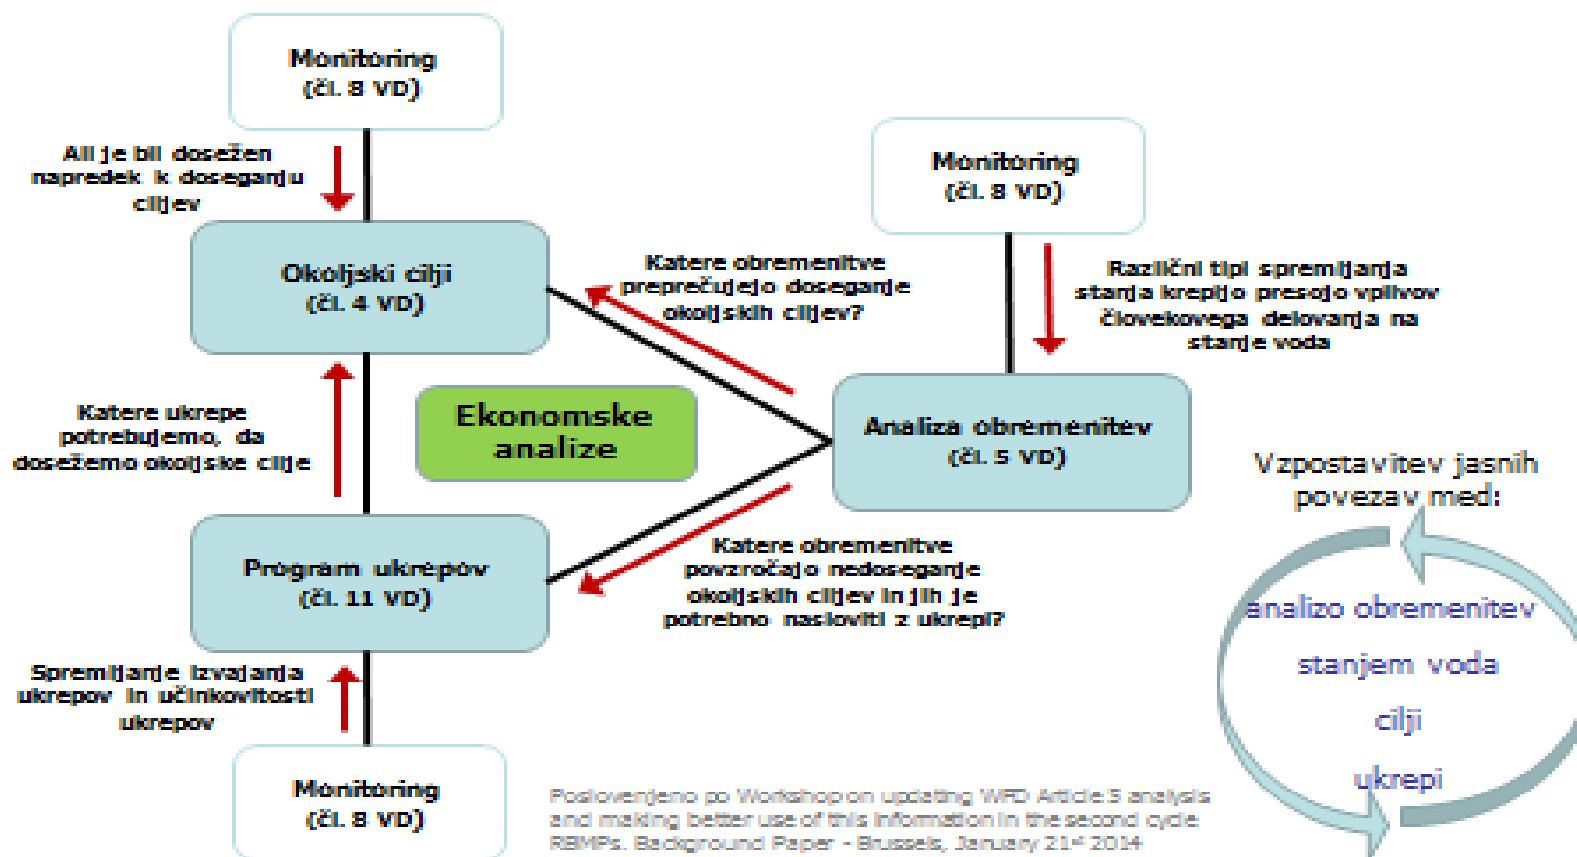 Monitoring
(čl. 8 VD)
Ali je bil dosežen
napredek k doseganju
ciljev
Monitoring
(čl. 8 VD)
Okoljski cilji
(čl. 4 VD)
Katere obremenitve
preprečujejo doseganje
okoljskih ciljev?
Različni tipi spremljanja
stanja krepijo presojo vplivov
človekovega delovanja na
stanje voda
Katere ukrepe
potrebujemo, da
dosežemo okoljske cilje
Ekonomske
analize
Analiza obremenitev
(čl. 5 VD)
Program ukrepov
(čl. 11 VD)
Katere obremenitve
povzročajo nedoseganje
okoljskih ciljev in jih je
potrebno nasloviti z ukrepi?
Spremljanje izvajanja
ukrepov in učinkovitosti
ukrepov
Monitoring
(čl. 8 VD)
Vzpostavitev jasnih
povezav med:
analizo obremenitev
stanjem voda
cilji
ukrepi
Poslovenjeno po Workshop on updating WFD Article 5 analysis
and making better use of this information in the second cycle
RBMPs. Background Paper - Brussels, January 21st 2014